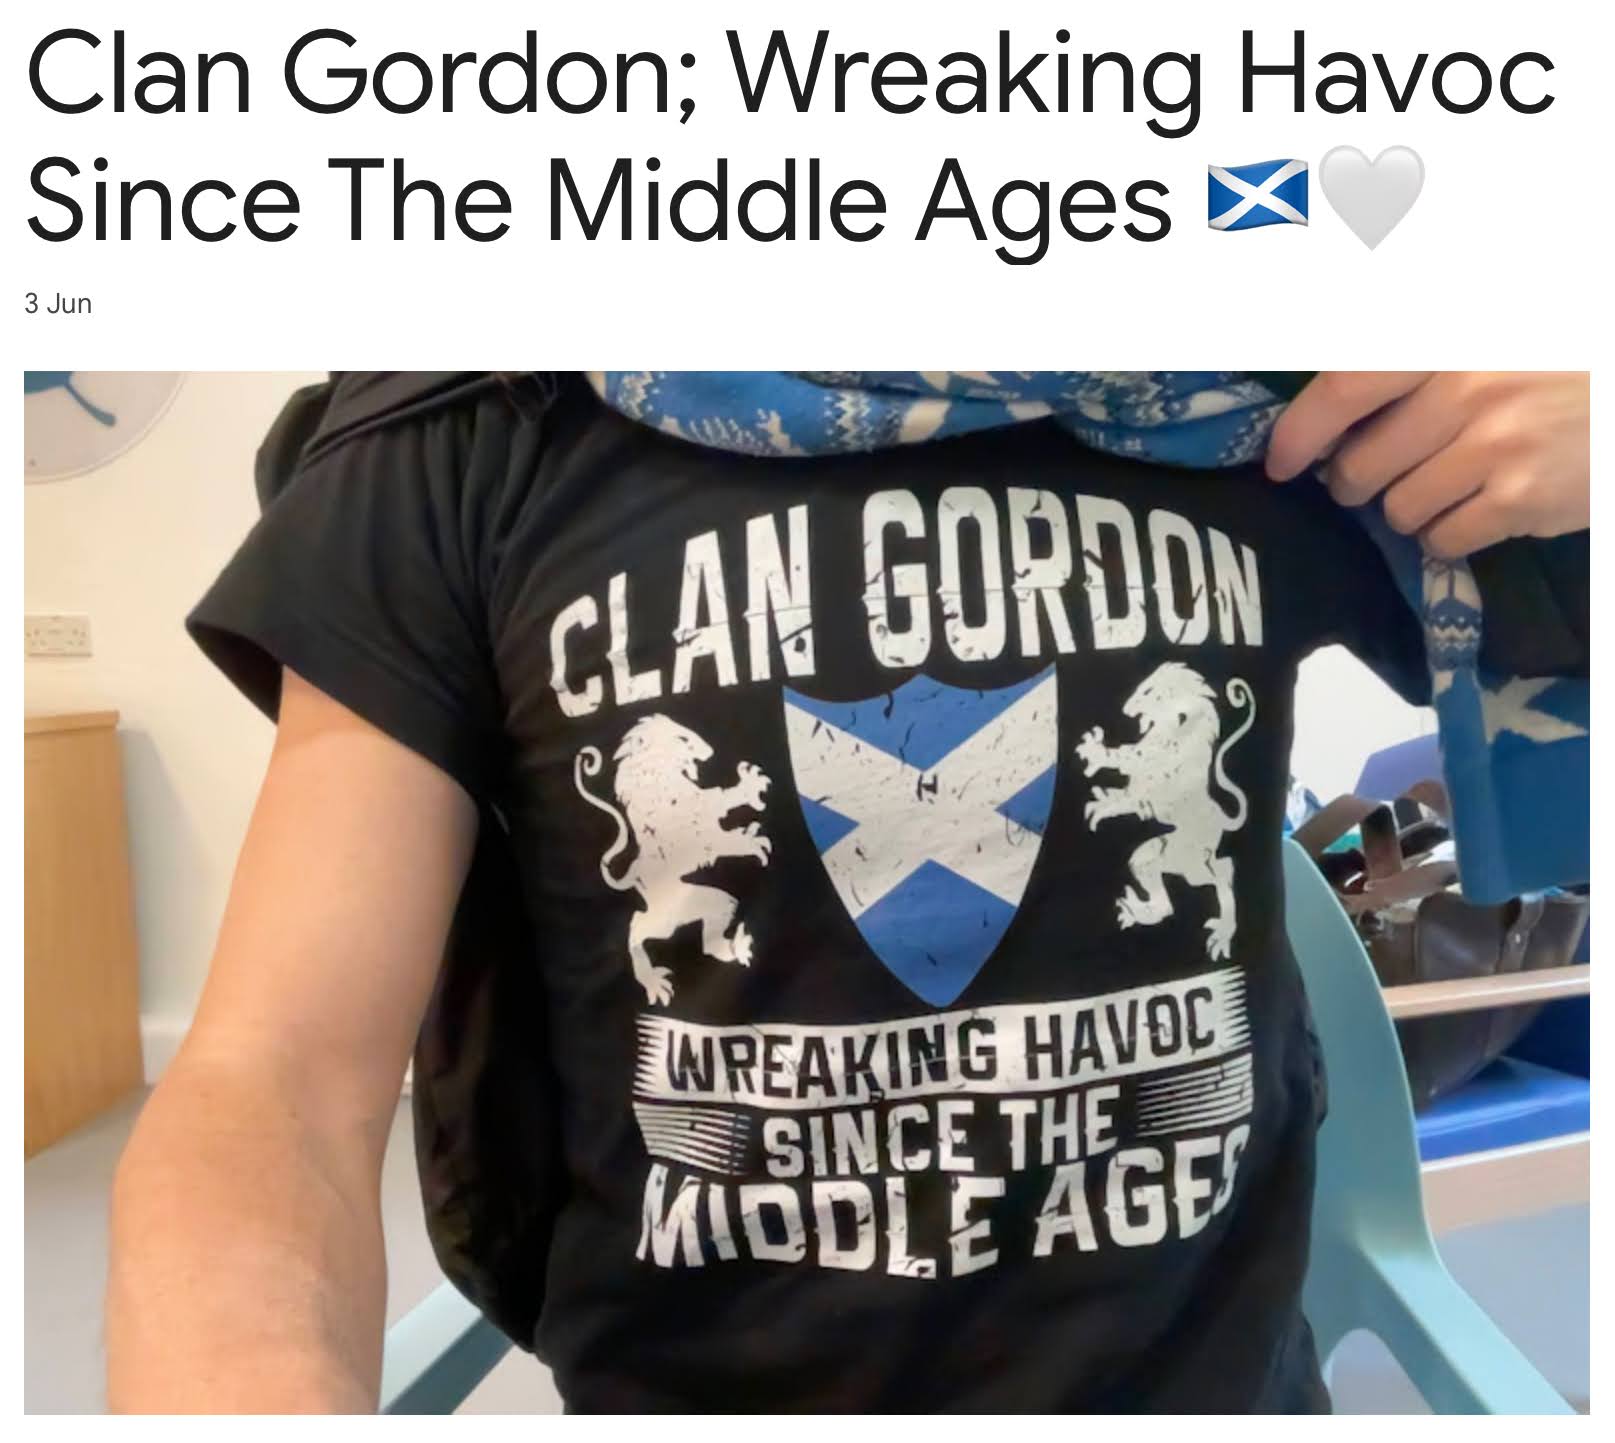 Clan Gordon; Wreaking Havoc
Since The Middle Ages 🏴󠁧󠁢󠁳󠁣󠁴󠁿🤍
3 Jun
CLAN GORDON
WREAKING HAVOC
SINCE THE
MIDDLE AGES